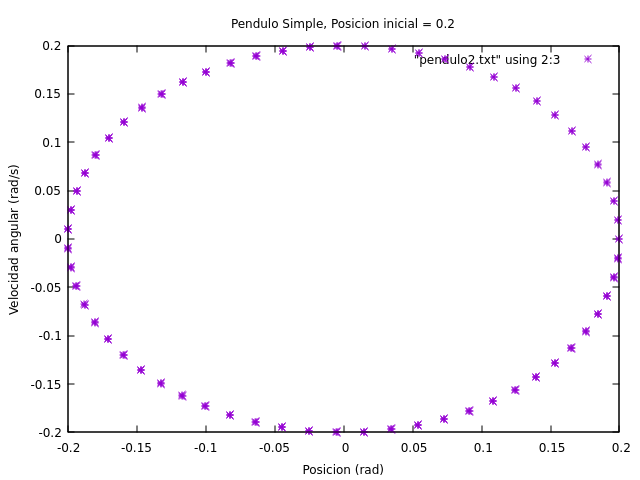 Pendulo Simple, Posicion inicial = 0.2
"pendulo2.txt" using 2:3
0.2
0.15
0.1
0.05
0
-0.05
-0.1
-0.15
-0.2
Velocidad angular (rad/s)
-0.2 -0.15 -0.1 -0.05 0 0.05 0.1 0.15 0.2
Posicion (rad)